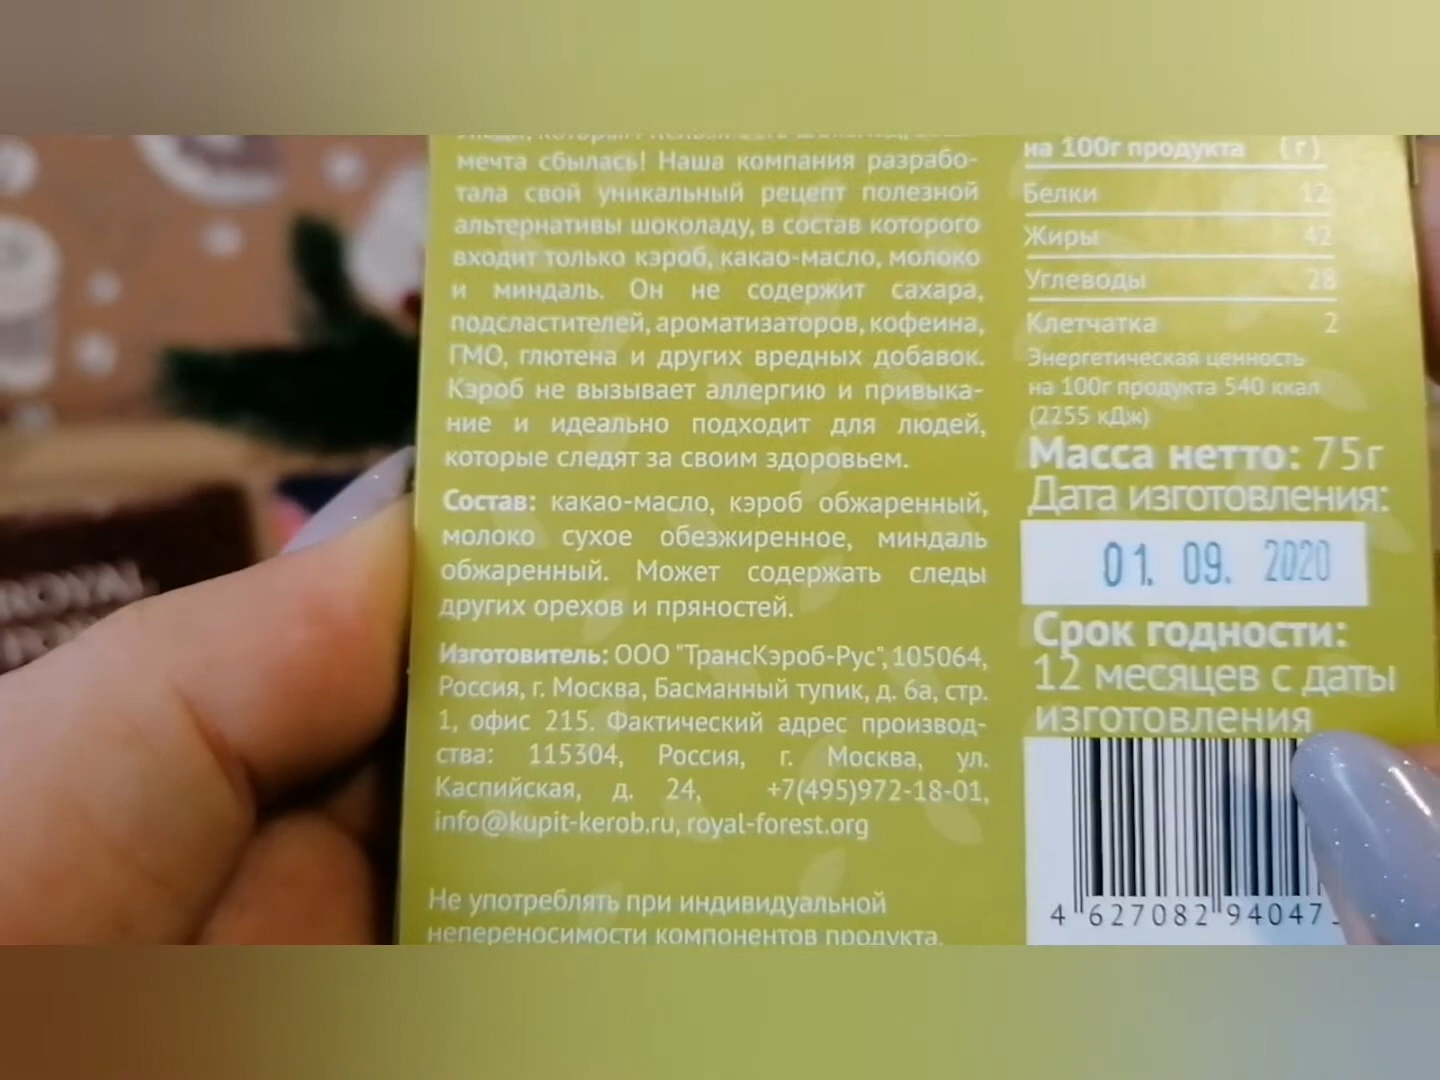 мечта сбылась! Наша компания разрабо-
тала свой уникальный рецепт полезной
альтернативы шоколаду, в состав которого
входит только кэроб, какао-масло, молоко
и миндаль. Он не содержит сахара,
подсластителей, ароматизаторов, кофеина,
ГМО, глютена и других вредных добавок.
Кэроб не вызывает аллергию и привыка-
ние и идеально подходит для людей,
которые следят за своим здоровьем.
Состав: какао-масло, кэроб обжаренный,
молоко сухое обезжиренное, миндаль
обжаренный. Может содержать следы
других орехов и пряностей.
Изготовитель: ООО "ТрансКэроб-Рус", 105064,
Россия, г. Москва, Басманный тупик, д. 6а, стр.
1, офис 215. Фактический адрес производ-
ства: 115304, Россия, г. Москва, ул.
Каспийская, д. 24, +7(495)972-18-01,
info@kupit-kerob.ru, royal-forest.org
Не употреблять при индивидуальной
непереносимости компонентов продукта.
на 100г продукта (г)
Белки 12
Жиры 42
Углеводы 28
Клетчатка 2
Энергетическая ценность
на 100г продукта 540 ккал
(2255 кДж)
Масса нетто: 75г
Дата изготовления:
01. 09. 2020
Срок годности:
12 месяцев с даты
изготовления
4 627082 94047
ROYAL